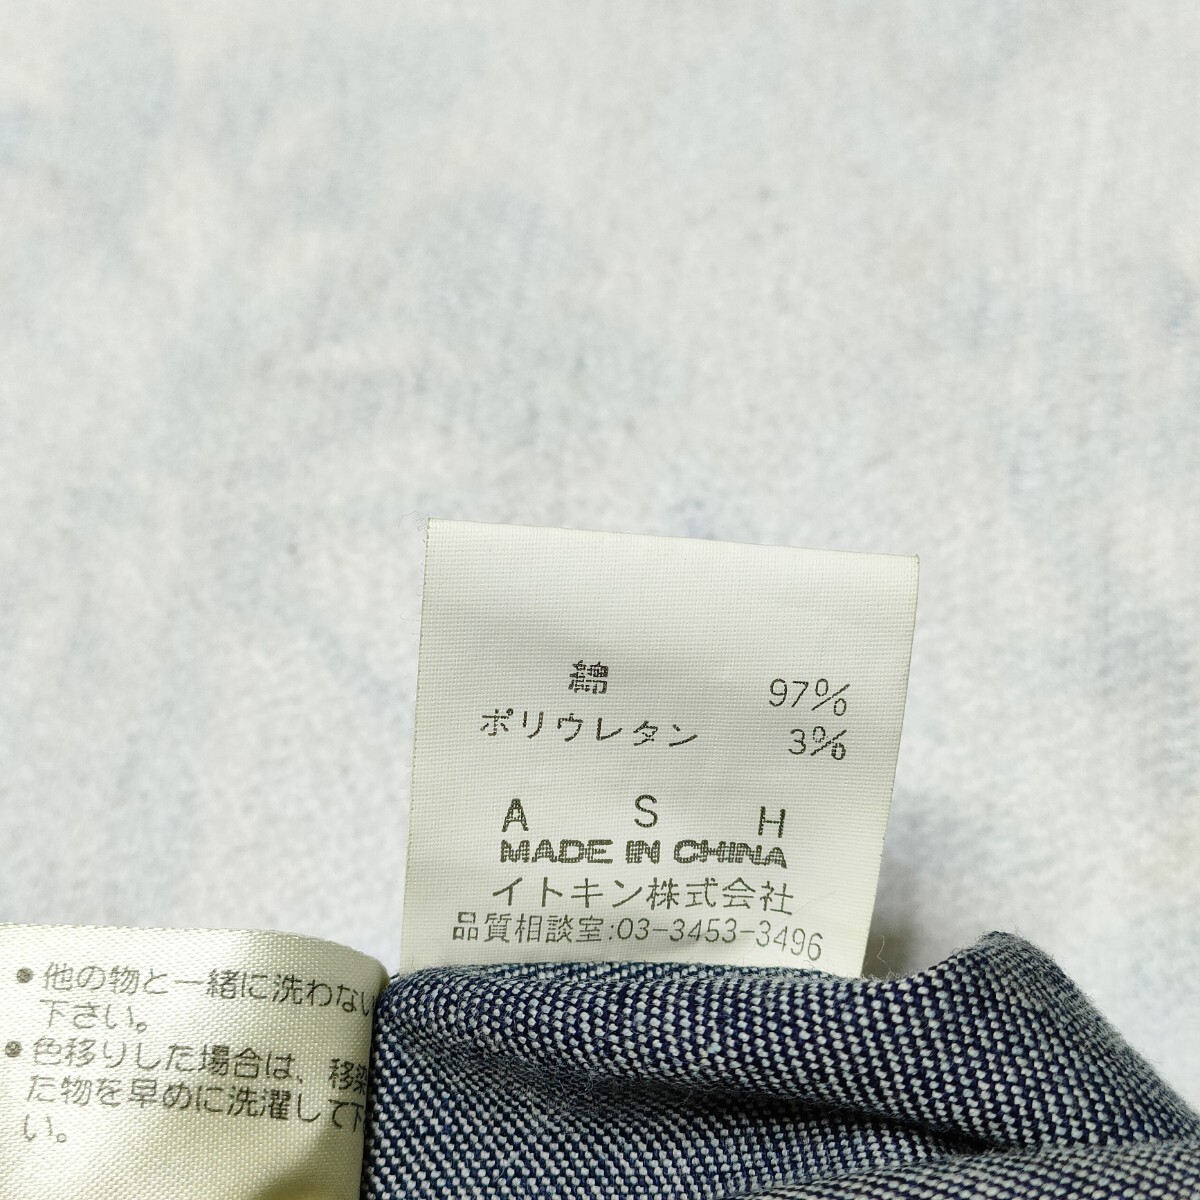 綿 97%
ポリウレタン 3%
A S H
MADE IN CHINA
イトキン株式会社
品質相談室:03-3453-3496
●他の物と一緒に洗わない
下さい。
●色移りした場合は、移染
た物を早めに洗濯して下
い。